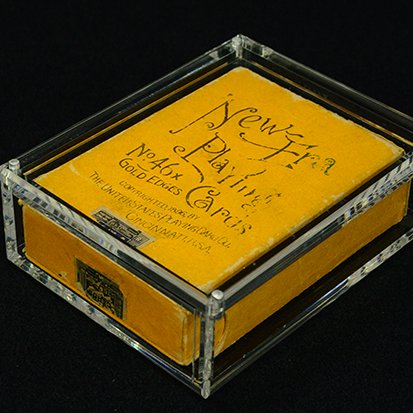 New Era
Playing
Cards
No. 46x
GOLD EDGES
COPYRIGHTED 1896 BY
THE UNITED STATES PLAYING CARD CO.
CINCINNATI U.S.A.